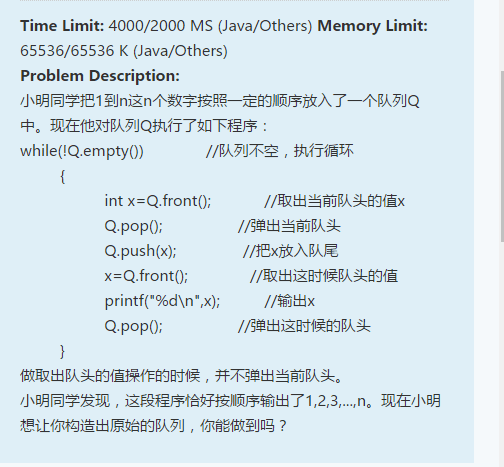 Time Limit: 4000/2000 MS (Java/Others) Memory Limit:
65536/65536 K (Java/Others)
Problem Description:
小明同学把1到n这n个数字按照一定的顺序放入了一个队列Q
中。现在他对队列Q执行了如下程序：
while(!Q.empty()) //队列不空，执行循环
{
int x=Q.front(); //取出当前队头的值x
Q.pop(); //弹出当前队头
Q.push(x); //把x放入队尾
x=Q.front(); //取出这时候队头的值
printf("%d\n",x); //输出x
Q.pop(); //弹出这时候的队头
}
做取出队头的值操作的时候，并不弹出当前队头。
小明同学发现，这段程序恰好按顺序输出了1,2,3,...,n。现在小明
想让你构造出原始的队列，你能做到吗？